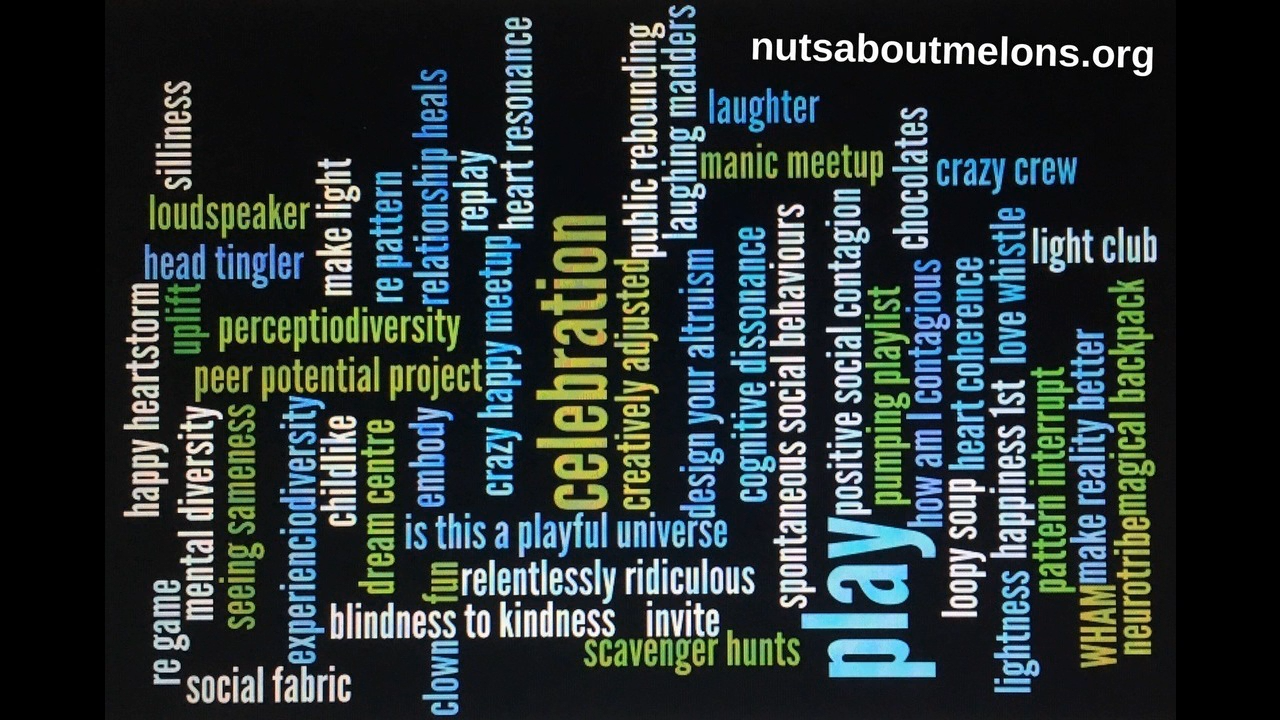 nutsaboutmelons.org
silliness
loudspeaker
head tingler
make light
re pattern
relationship heals
replay
heart resonance
public rebounding
laughing madders
laughter
manic meetup
chocolates
crazy crew
light club
happy heartstorm
uplift
perceptiodiversity
peer potential project
crazy happy meetup
celebration
creatively adjusted
design your altruism
cognitive dissonance
spontaneous social behaviours
positive social contagion
pumping playlist
how am I contagious
heart coherence
love whistle
mental diversity
seeing sameness
experienciodiversity
childlike
dream centre
embody
is this a playful universe
fun
relentlessly ridiculous
blindness to kindness
invite
scavenger hunts
play
loopy soup
happiness 1st
lightness
pattern interrupt
make reality better
WHAM
magical backpack
neurotribe
re game
social fabric
clown